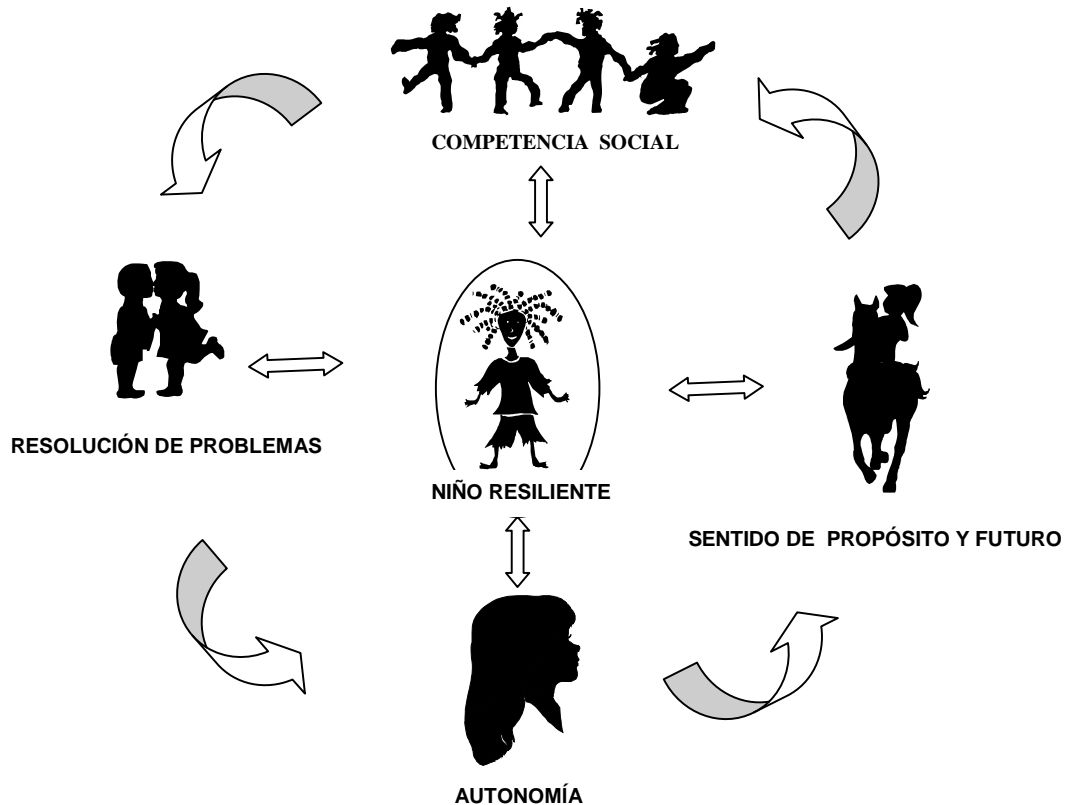 COMPETENCIA SOCIAL
RESOLUCIÓN DE PROBLEMAS
NIÑO RESILIENTE
SENTIDO DE PROPÓSITO Y FUTURO
AUTONOMÍA